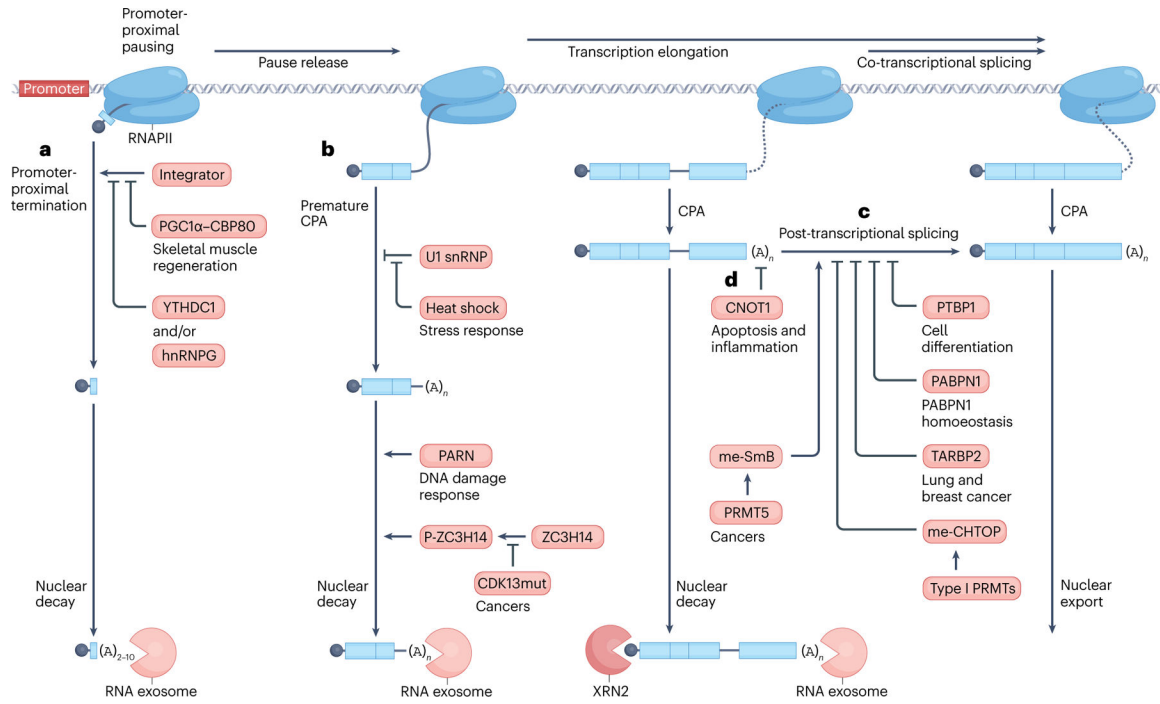 Promoter-
proximal
pausing
Pause release
Transcription elongation
Co-transcriptional splicing
Promoter
RNAPII
a
Promoter-
proximal
termination
Integrator
PGC1α–CBP80
Skeletal muscle
regeneration
YTHDC1
and/or
hnRNPG
Nuclear
decay
(A)2–10
RNA exosome
b
Premature
CPA
U1 snRNP
Heat shock
Stress response
(A)n
PARN
DNA damage
response
P-ZC3H14
ZC3H14
CDK13mut
Cancers
Nuclear
decay
(A)n
RNA exosome
CPA
(A)n
d
CNOT1
Apoptosis and
inflammation
c
Post-transcriptional splicing
CPA
(A)n
PTBP1
Cell
differentiation
PABPN1
PABPN1
homoeostasis
TARBP2
Lung and
breast cancer
me-SmB
PRMT5
Cancers
me-CHTOP
Type I PRMTs
Nuclear
decay
Nuclear
export
XRN2
(A)n
RNA exosome